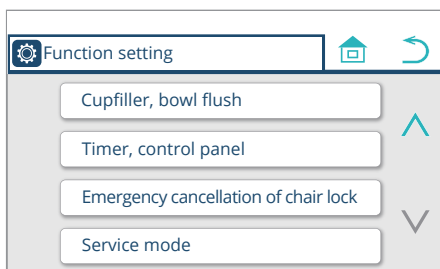 Function setting
Cupfiller, bowl flush
Timer, control panel
Emergency cancellation of chair lock
Service mode